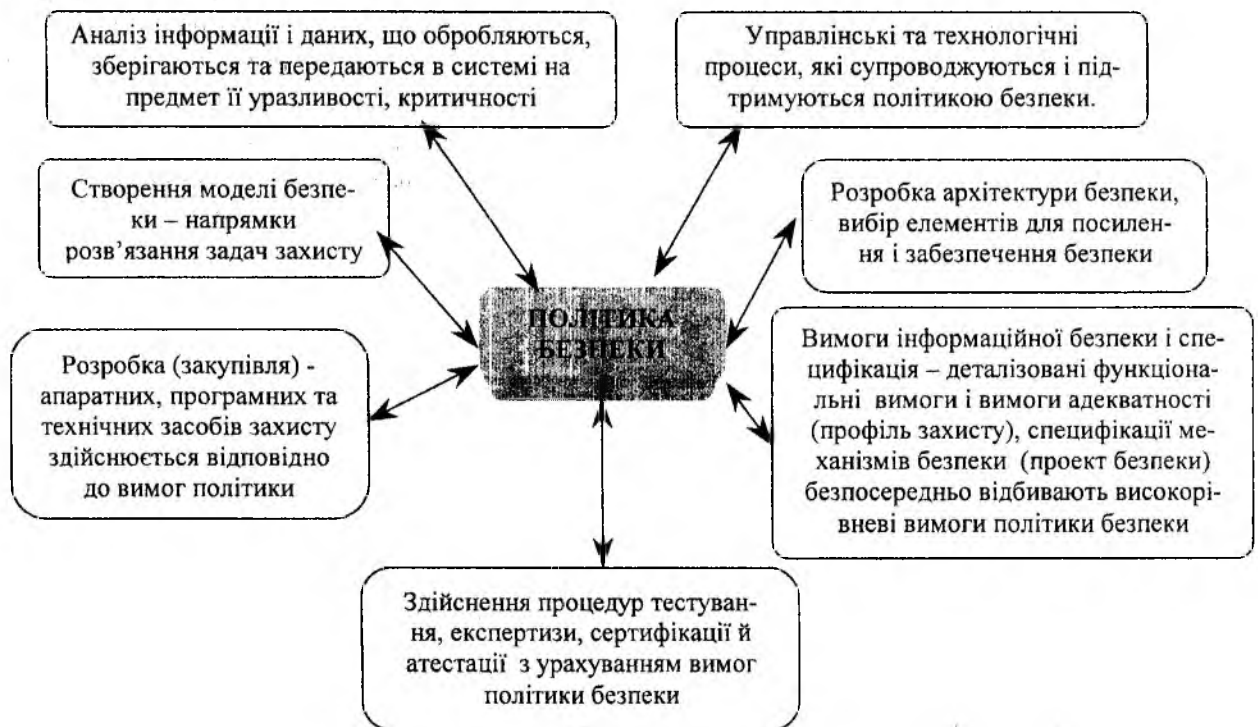 Аналіз інформації і даних, що обробляються,
зберігаються та передаються в системі на
предмет її уразливості, критичності
Управлінські та технологічні
процеси, які супроводжуються і під-
тримуються політикою безпеки.
Створення моделі безпе-
ки – напрямки
розв’язання задач захисту
Розробка архітектури безпеки,
вибір елементів для посилен-
ня і забезпечення безпеки
ПОЛІТИКА
БЕЗПЕКИ
Розробка (закупівля) -
апаратних, програмних та
технічних засобів захисту
здійснюється відповідно
до вимог політики
Вимоги інформаційної безпеки і спе-
цифікація – деталізовані функціона-
льні вимоги і вимоги адекватності
(профіль захисту), специфікації ме-
ханізмів безпеки (проект безпеки)
безпосередньо відбивають високорі-
вневі вимоги політики безпеки
Здійснення процедур тестуван-
ня, експертизи, сертифікації й
атестації з урахуванням вимог
політики безпеки